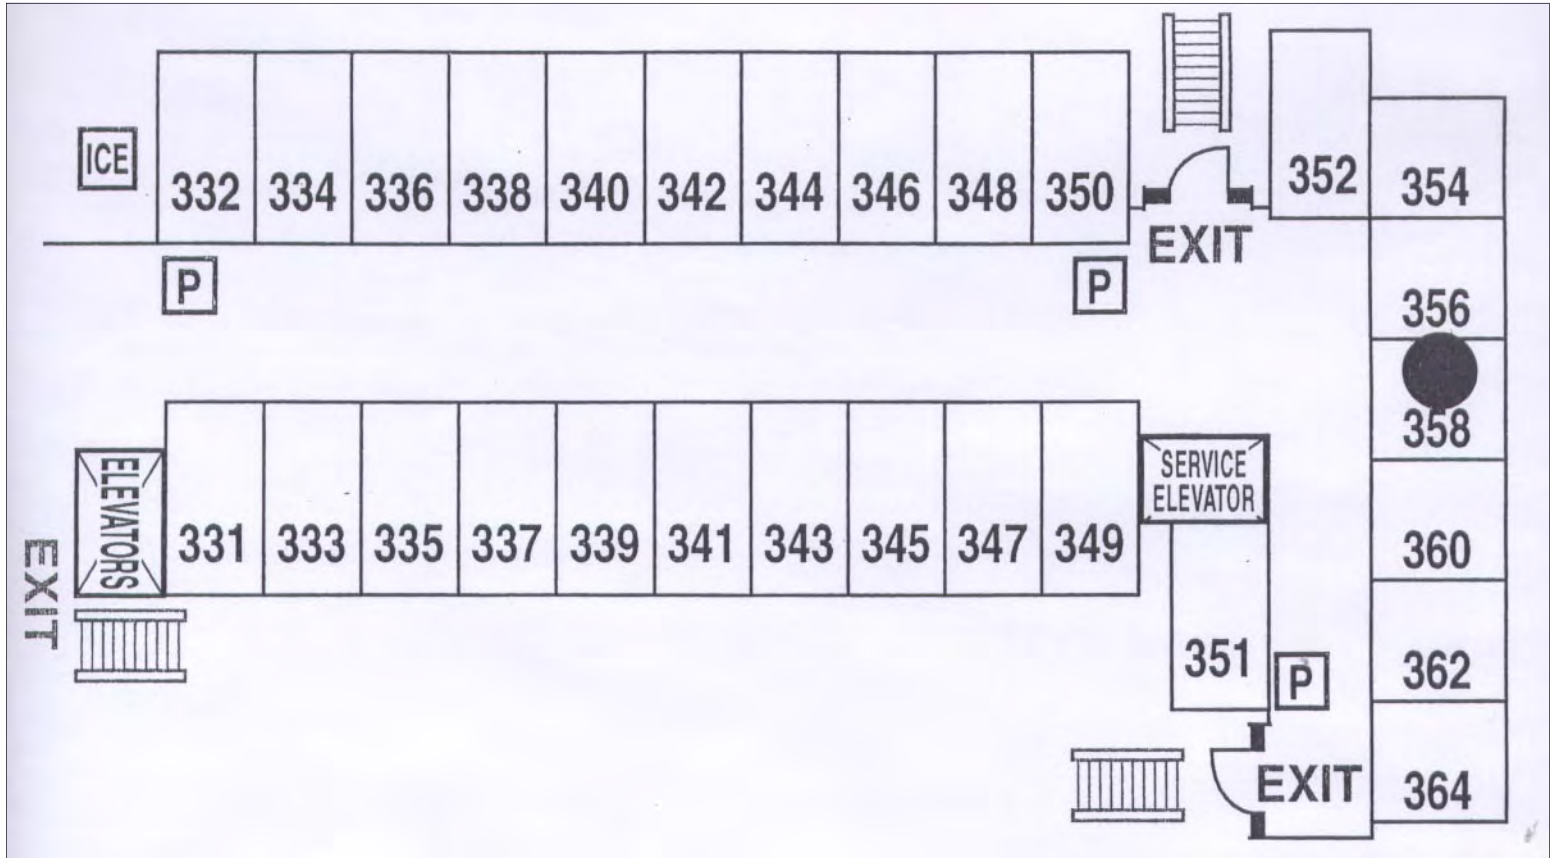 ICE
332 334 336 338 340 342 344 346 348 350
352
354
EXIT
P
P
356
358
ELEVATORS
EXIT
331 333 335 337 339 341 343 345 347 349
SERVICE
ELEVATOR
360
351
P
362
EXIT
364